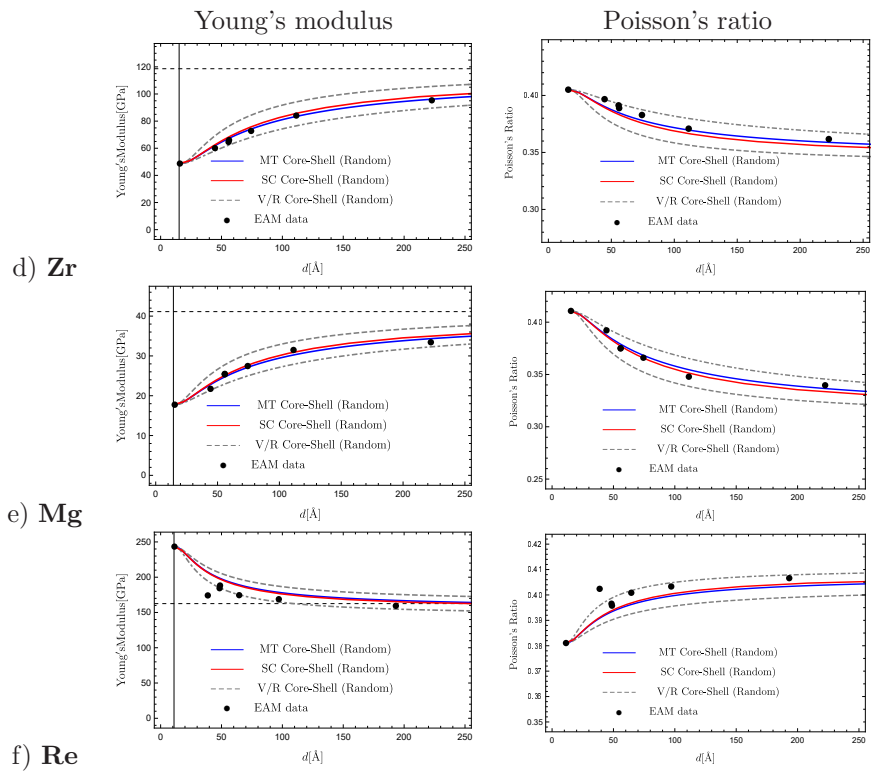 Young's modulus Poisson's ratio
Young'sModulus[GPa]
120
100
80
60
40
20
0
0 50 100 150 200 250
d[Å]
MT Core-Shell (Random)
SC Core-Shell (Random)
V/R Core-Shell (Random)
EAM data
Poisson's Ratio
0.40
0.35
0.30
0 50 100 150 200 250
d[Å]
MT Core-Shell (Random)
SC Core-Shell (Random)
V/R Core-Shell (Random)
EAM data
d) Zr
Young'sModulus[GPa]
40
30
20
10
0
0 50 100 150 200 250
d[Å]
MT Core-Shell (Random)
SC Core-Shell (Random)
V/R Core-Shell (Random)
EAM data
Poisson's Ratio
0.40
0.35
0.30
0.25
0 50 100 150 200 250
d[Å]
MT Core-Shell (Random)
SC Core-Shell (Random)
V/R Core-Shell (Random)
EAM data
e) Mg
Young'sModulus[GPa]
250
200
150
100
50
0
0 50 100 150 200 250
d[Å]
MT Core-Shell (Random)
SC Core-Shell (Random)
V/R Core-Shell (Random)
EAM data
Poisson's Ratio
0.42
0.41
0.40
0.39
0.38
0.37
0.36
0.35
0 50 100 150 200 250
d[Å]
MT Core-Shell (Random)
SC Core-Shell (Random)
V/R Core-Shell (Random)
EAM data
f) Re